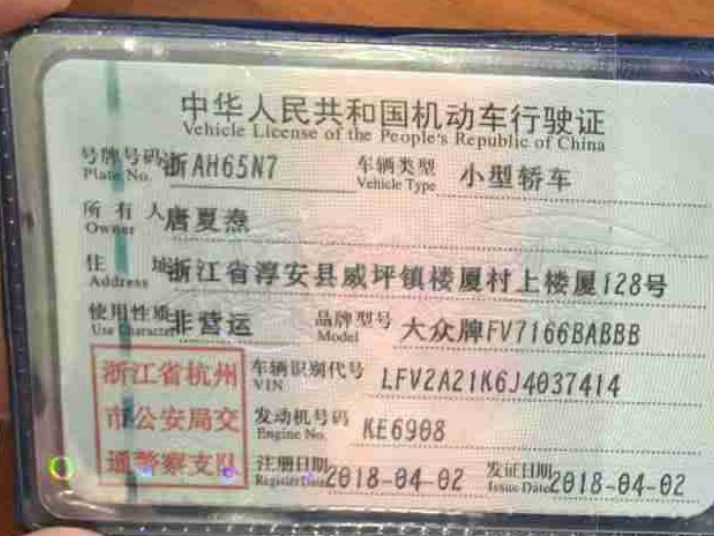 中华人民共和国机动车行驶证
Vehicle License of the People's Republic of China
号牌号码 浙AH65N7 车辆类型 小型轿车
Plate No. Vehicle Type
所有人 唐夏焘
Owner
住址 浙江省淳安县威坪镇楼厦村上楼厦128号
Address
使用性质 非营运 品牌型号 大众牌FV7166BABBB
Use Character Model
浙江省杭州
市公安局交
通警察支队
车辆识别代号 LFV2A21K6J4037414
VIN
发动机号码 KE6908
Engine No.
注册日期 2018-04-02 发证日期 2018-04-02
Register Date Issue Date